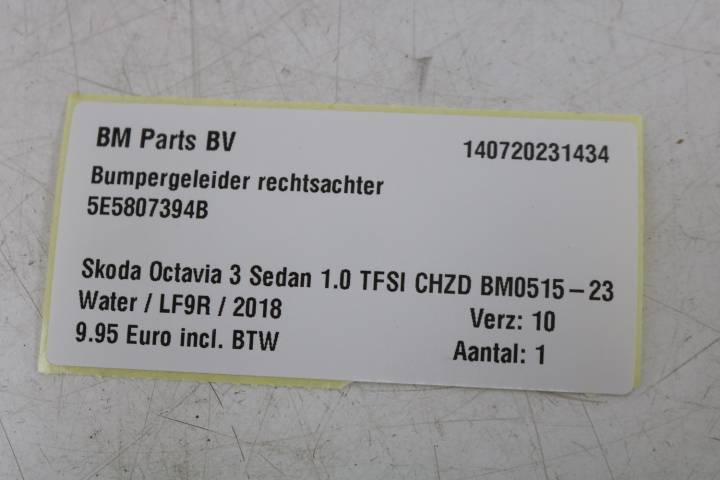 BM Parts BV 140720231434
Bumpergeleider rechtsachter
5E5807394B
Skoda Octavia 3 Sedan 1.0 TFSI CHZD BM0515-23
Water / LF9R / 2018 Verz: 10
9.95 Euro incl. BTW Aantal: 1